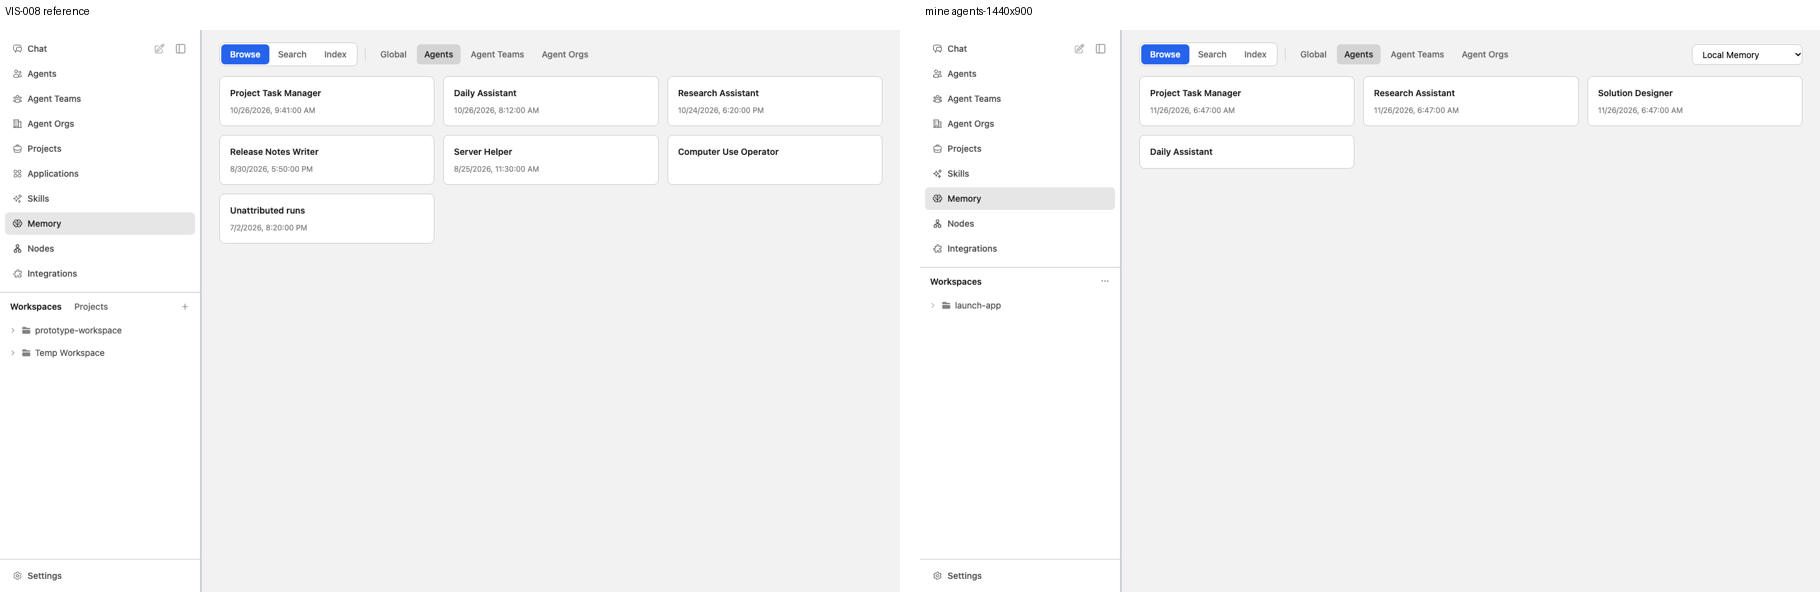 VIS-008 reference
Chat
Agents
Agent Teams
Agent Orgs
Projects
Applications
Skills
Memory
Nodes
Integrations
Workspaces Projects +
prototype-workspace
Temp Workspace
Settings
Browse Search Index Global Agents Agent Teams Agent Orgs
Project Task Manager
10/26/2026, 9:41:00 AM
Daily Assistant
10/26/2026, 8:12:00 AM
Research Assistant
10/24/2026, 6:20:00 PM
Release Notes Writer
8/30/2026, 5:50:00 PM
Server Helper
8/25/2026, 11:30:00 AM
Computer Use Operator
Unattributed runs
7/2/2026, 8:20:00 PM
mine agents-1440x900
Chat
Agents
Agent Teams
Agent Orgs
Projects
Skills
Memory
Nodes
Integrations
Workspaces ...
launch-app
Settings
Browse Search Index Global Agents Agent Teams Agent Orgs Local Memory
Project Task Manager
11/26/2026, 6:47:00 AM
Research Assistant
11/26/2026, 6:47:00 AM
Solution Designer
11/26/2026, 6:47:00 AM
Daily Assistant